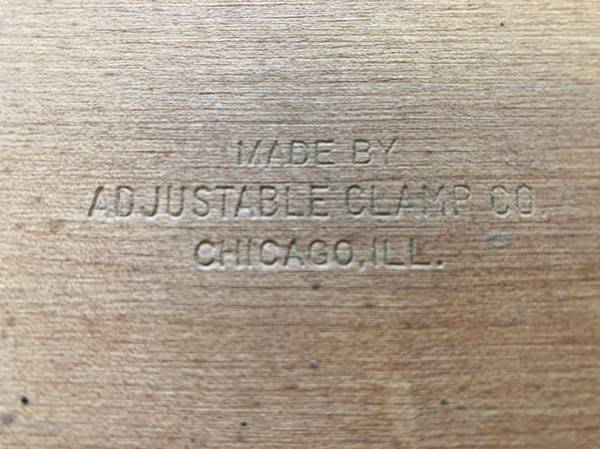 MADE BY
ADJUSTABLE CLAMP CO.
CHICAGO, ILL.